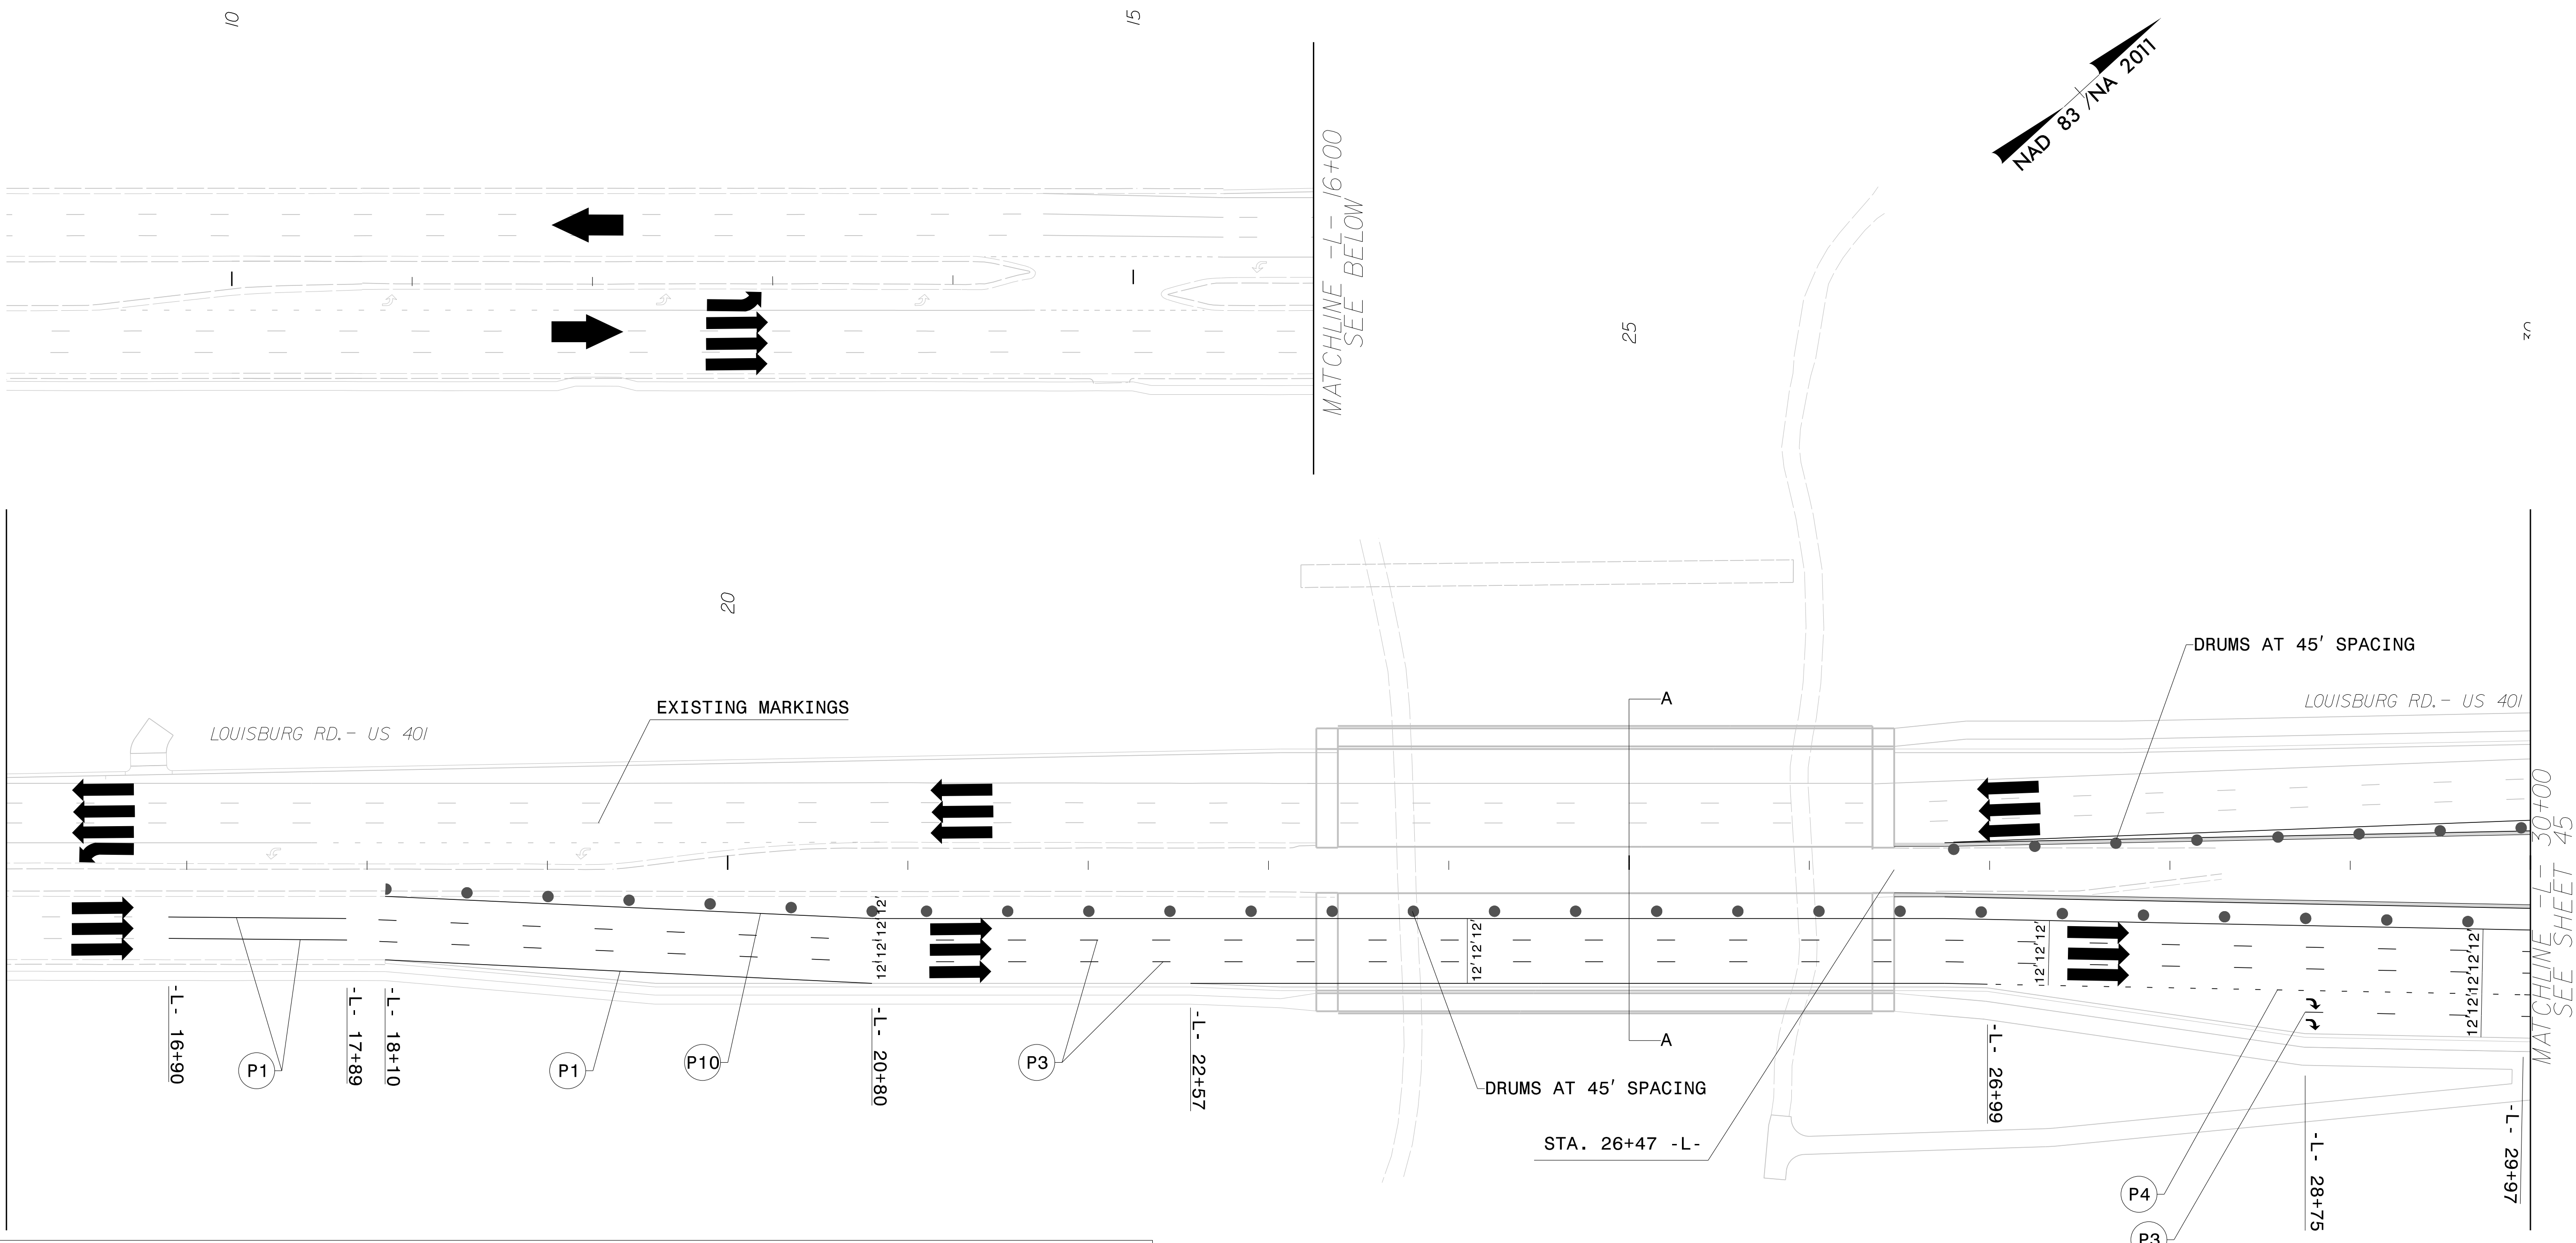 10
15
NAD 83 /NA 2011
MATCHLINE -L- 16+00
SEE BELOW
20
25
30
DRUMS AT 45' SPACING
EXISTING MARKINGS
LOUISBURG RD.- US 401
LOUISBURG RD.- US 401
A
12'12'12'12'
12'12'12'
12'12'12'
12'12'12'12'12'
MATCHLINE -L- 30+00
SEE SHEET 45
-L- 16+90
P1
-L- 17+89
-L- 18+10
P1
P10
-L- 20+80
P3
-L- 22+57
A
DRUMS AT 45' SPACING
STA. 26+47 -L-
-L- 26+99
P4
P3
-L- 28+75
-L- 29+97